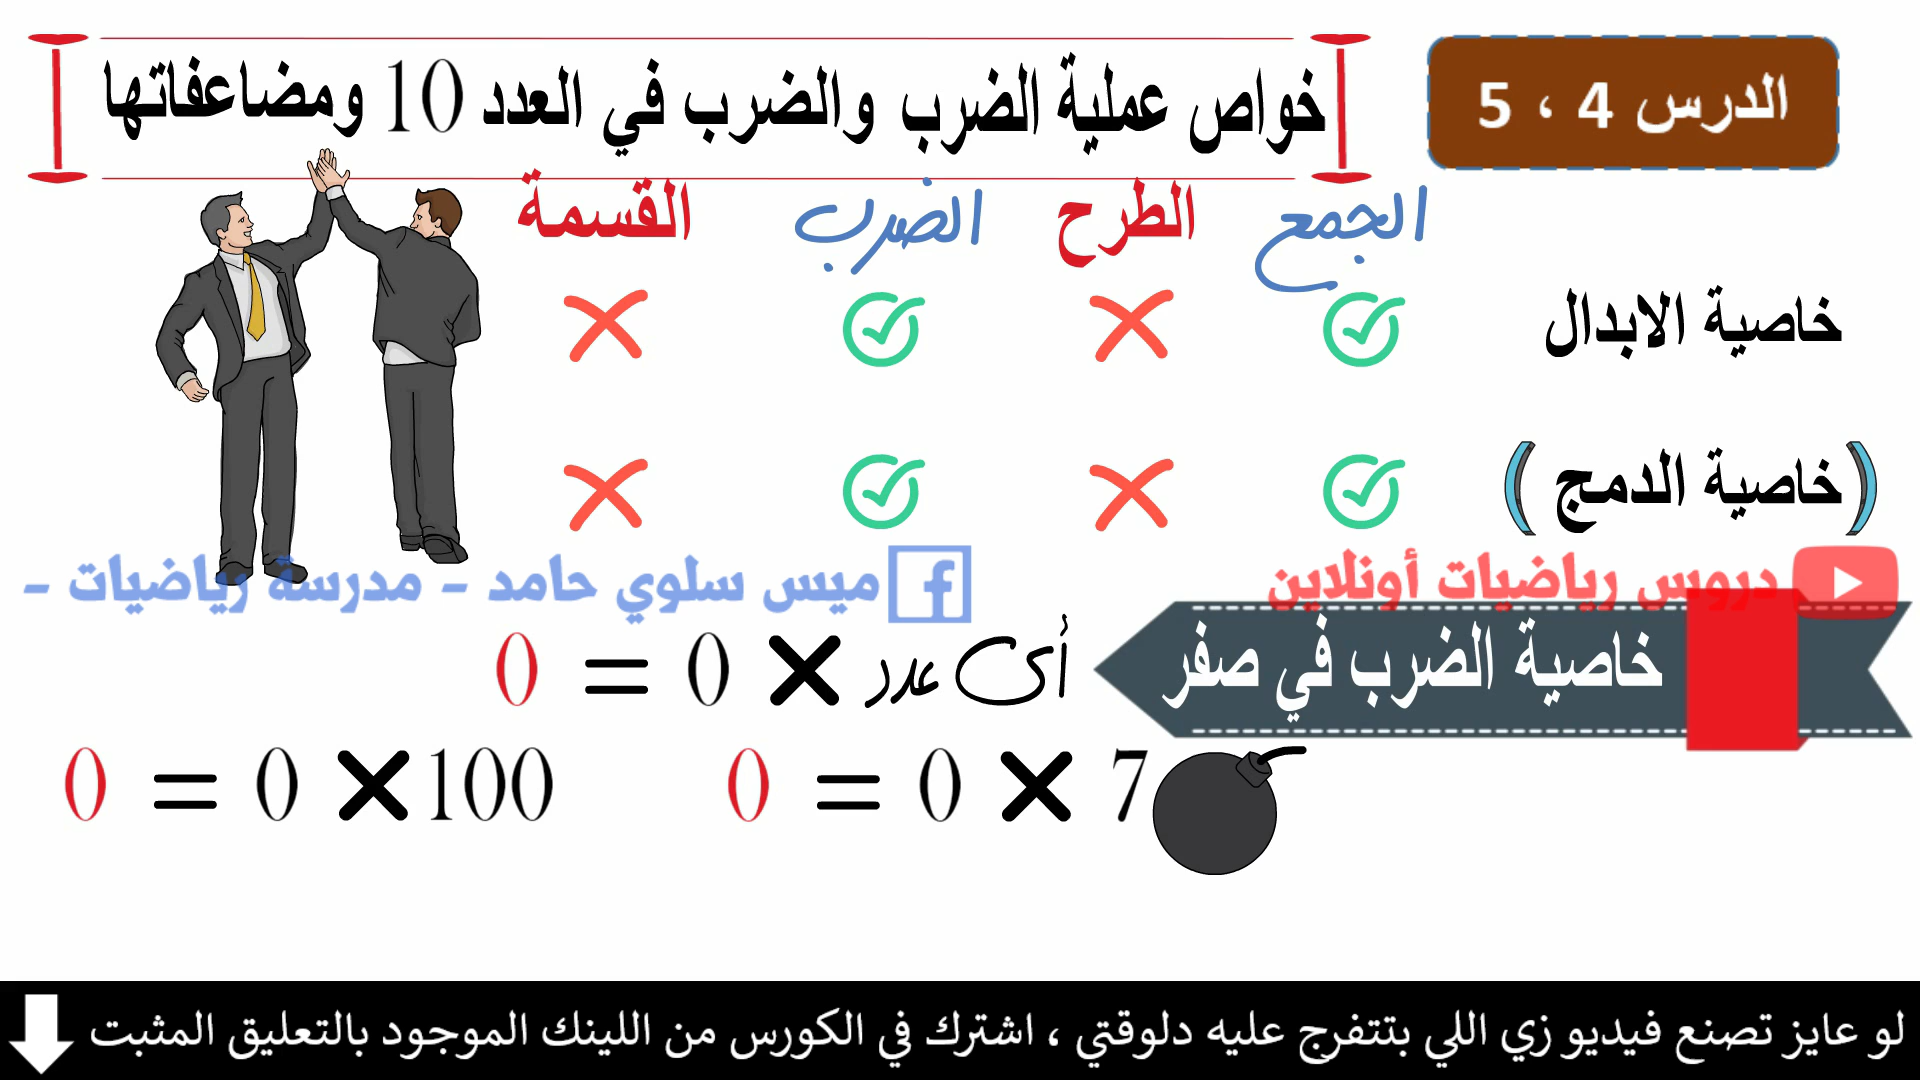 الدرس 4 ، 5
خواص عملية الضرب والضرب في العدد 10 ومضاعفاتها
الجمع الطرح الضرب القسمة
خاصية الابدال
(خاصية الدمج)
دروس رياضيات أونلاين
ميس سلوي حامد - مدرسة رياضيات -
خاصية الضرب في صفر
أى عدد × 0 = 0
7 × 0 = 0
100 × 0 = 0
لو عايز تصنع فيديو زي اللي بتتفرج عليه دلوقتي ، اشترك في الكورس من اللينك الموجود بالتعليق المثبت